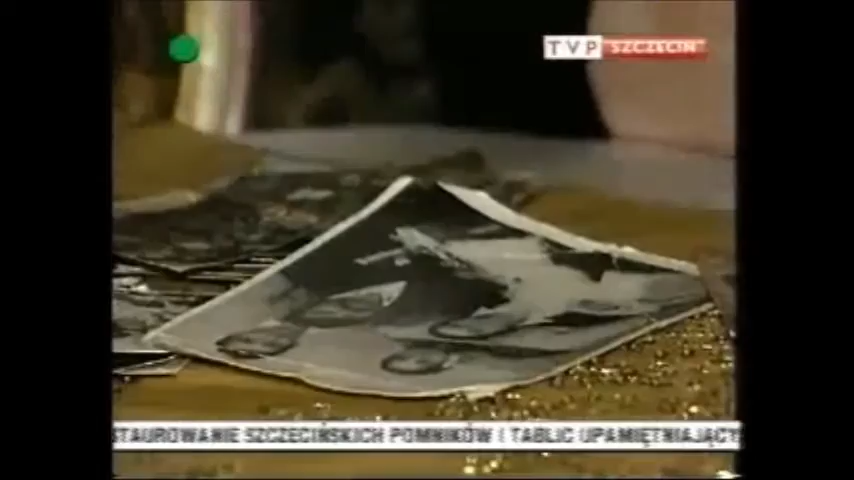 TVP SZCZECIN
STAUROWANIE SZCZECIŃSKICH POMNIKÓW I TABLIC UPAMIĘTNIAJĄCY